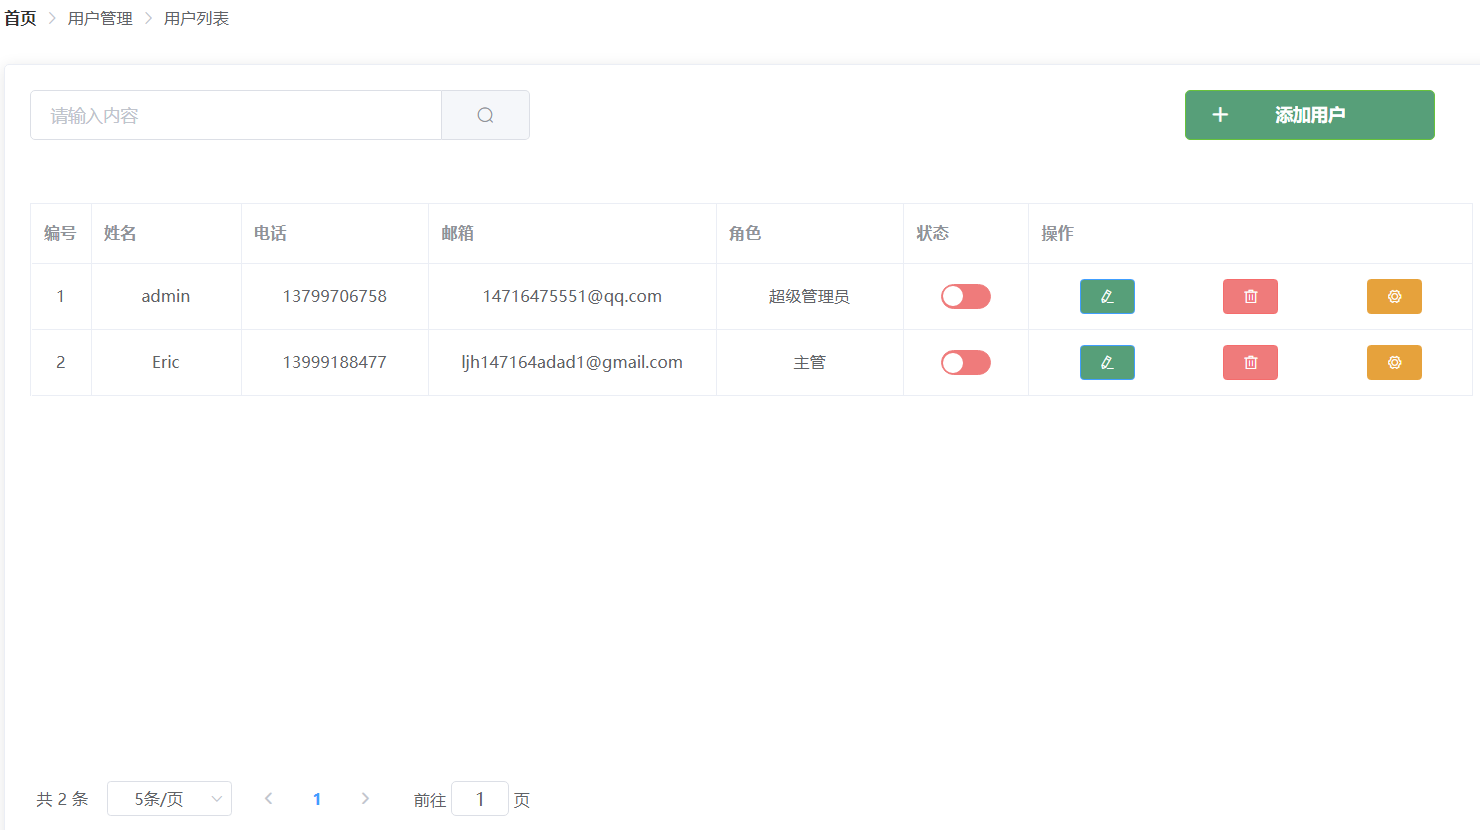 首页 > 用户管理 > 用户列表
请输入内容
添加用户
编号 姓名 电话 邮箱 角色 状态 操作
1 admin 13799706758 14716475551@qq.com 超级管理员
2 Eric 13999188477 ljh147164adad1@gmail.com 主管
共 2 条 5条/页 < 1 > 前往 1 页